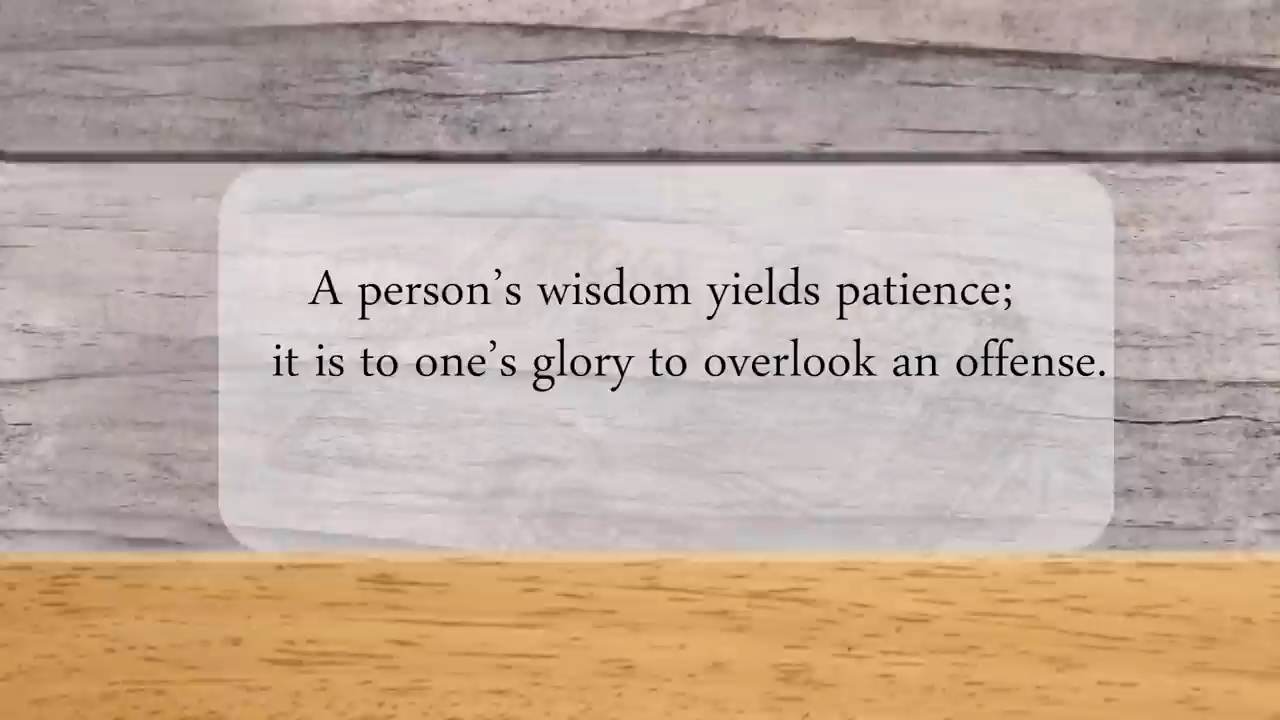 A person’s wisdom yields patience;
it is to one’s glory to overlook an offense.